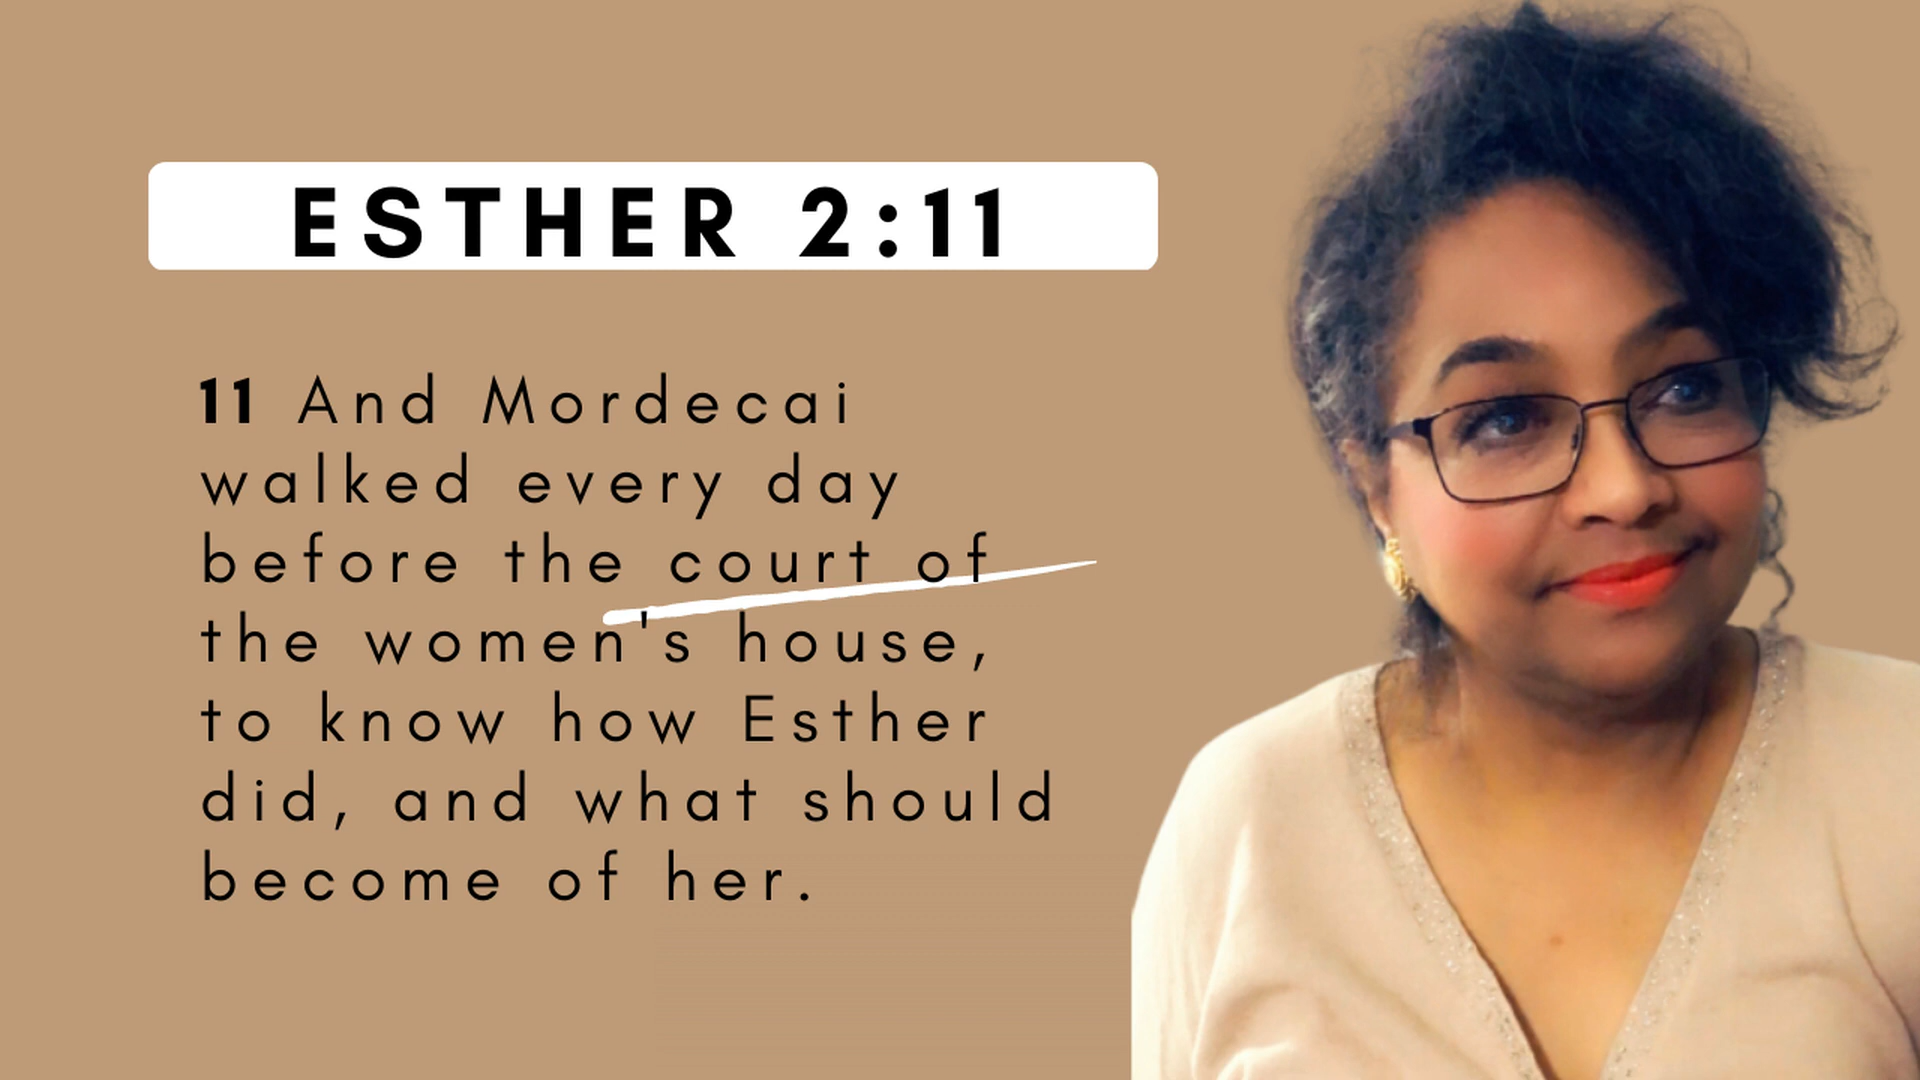 ESTHER 2:11
11 And Mordecai
walked every day
before the court of
the women's house,
to know how Esther
did, and what should
become of her.